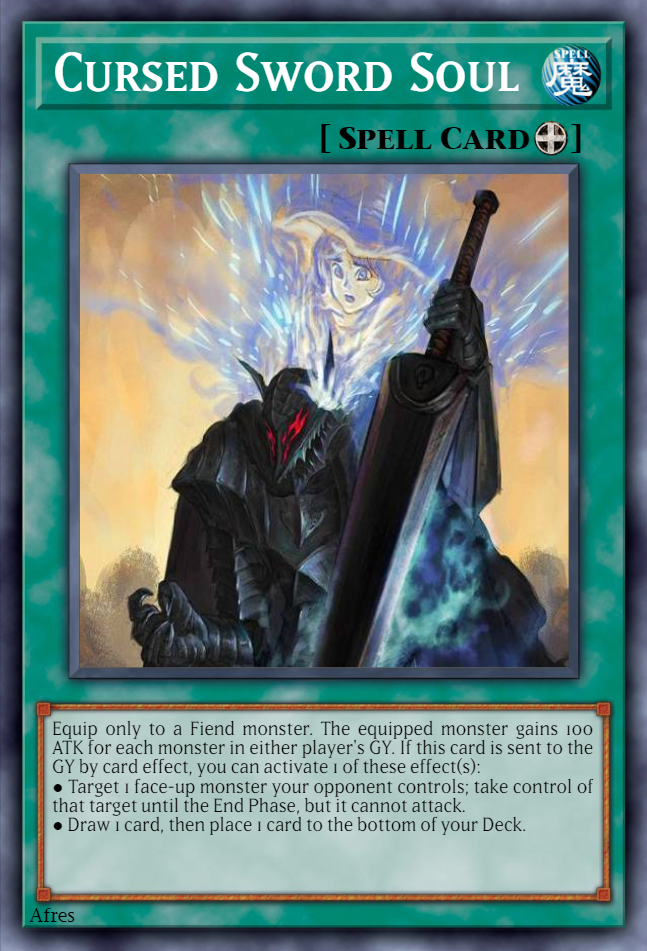 Cursed Sword Soul
SPELL
魔
[ Spell Card ]
Equip only to a Fiend monster. The equipped monster gains 100
ATK for each monster in either player's GY. If this card is sent to the
GY by card effect, you can activate 1 of these effect(s):
● Target 1 face-up monster your opponent controls; take control of
that target until the End Phase, but it cannot attack.
● Draw 1 card, then place 1 card to the bottom of your Deck.
Afres